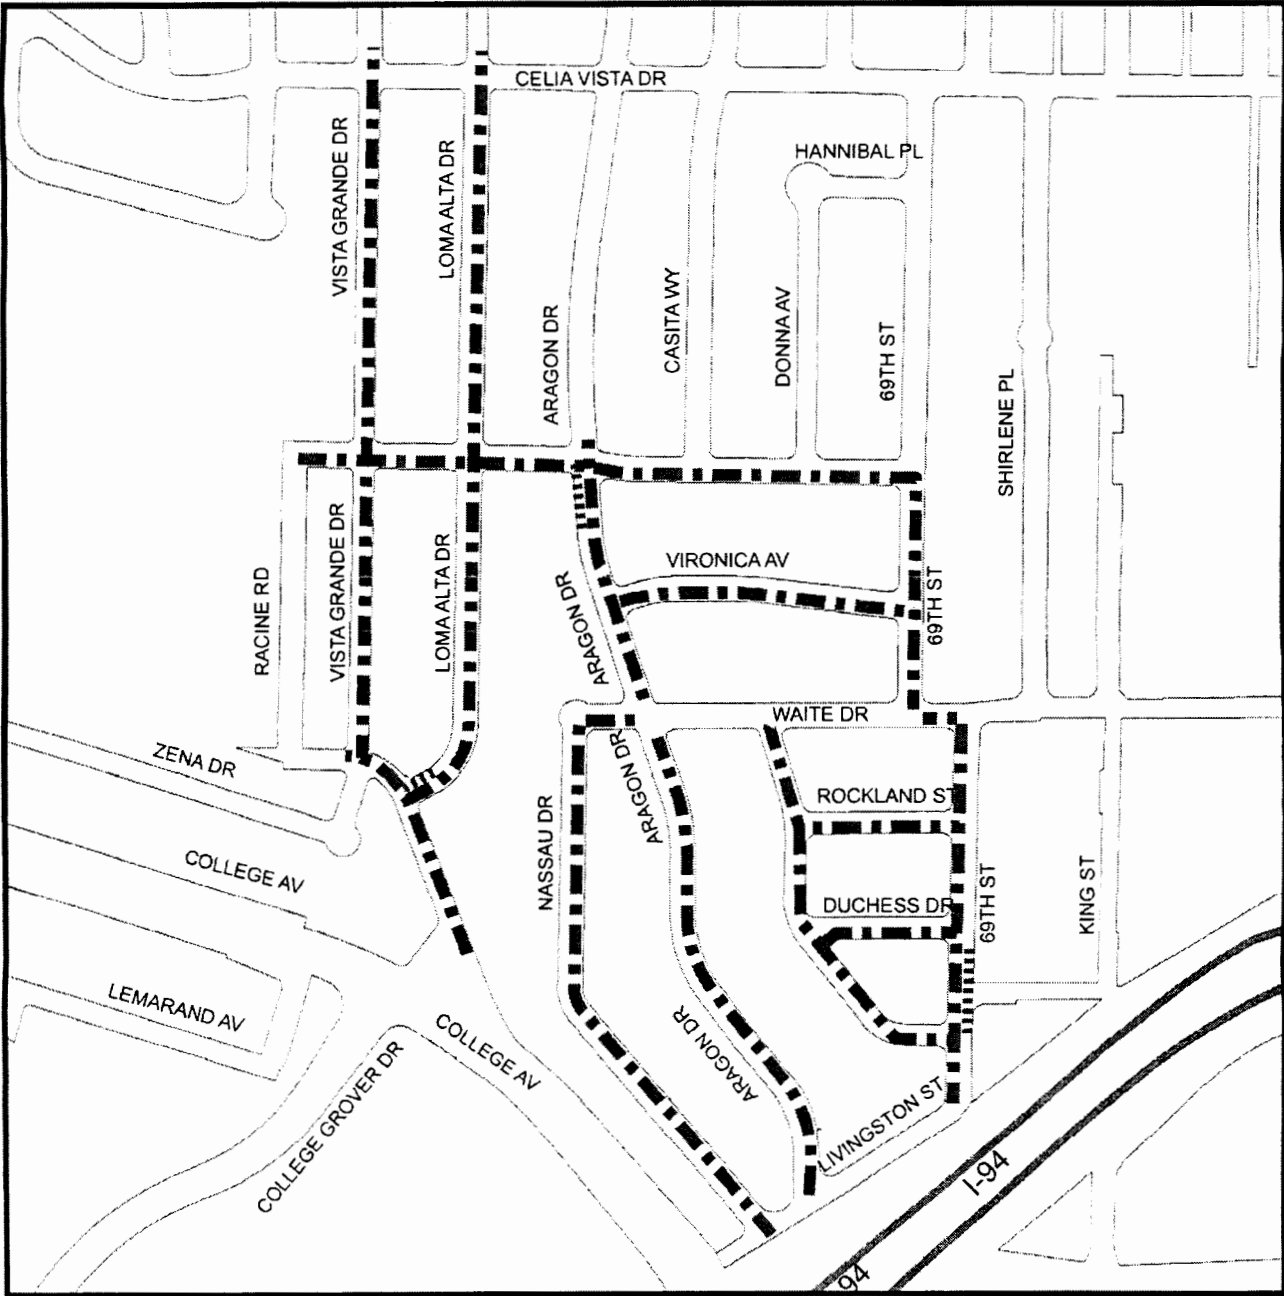 CELIA VISTA DR
HANNIBAL PL
VISTA GRANDE DR
LOMA ALTA DR
ARAGON DR
CASITA WY
DONNA AV
69TH ST
SHIRLENE PL
RACINE RD
VISTA GRANDE DR
LOMA ALTA DR
ARAGON DR
VIRONICA AV
69TH ST
WAITE DR
ZENA DR
ARAGON DR
ROCKLAND ST
NASSAU DR
COLLEGE AV
DUCHESS DR
69TH ST
KING ST
LEMARAND AV
COLLEGE AV
ARAGON DR
COLLEGE GROVER DR
LIVINGSTON ST
I-94
94